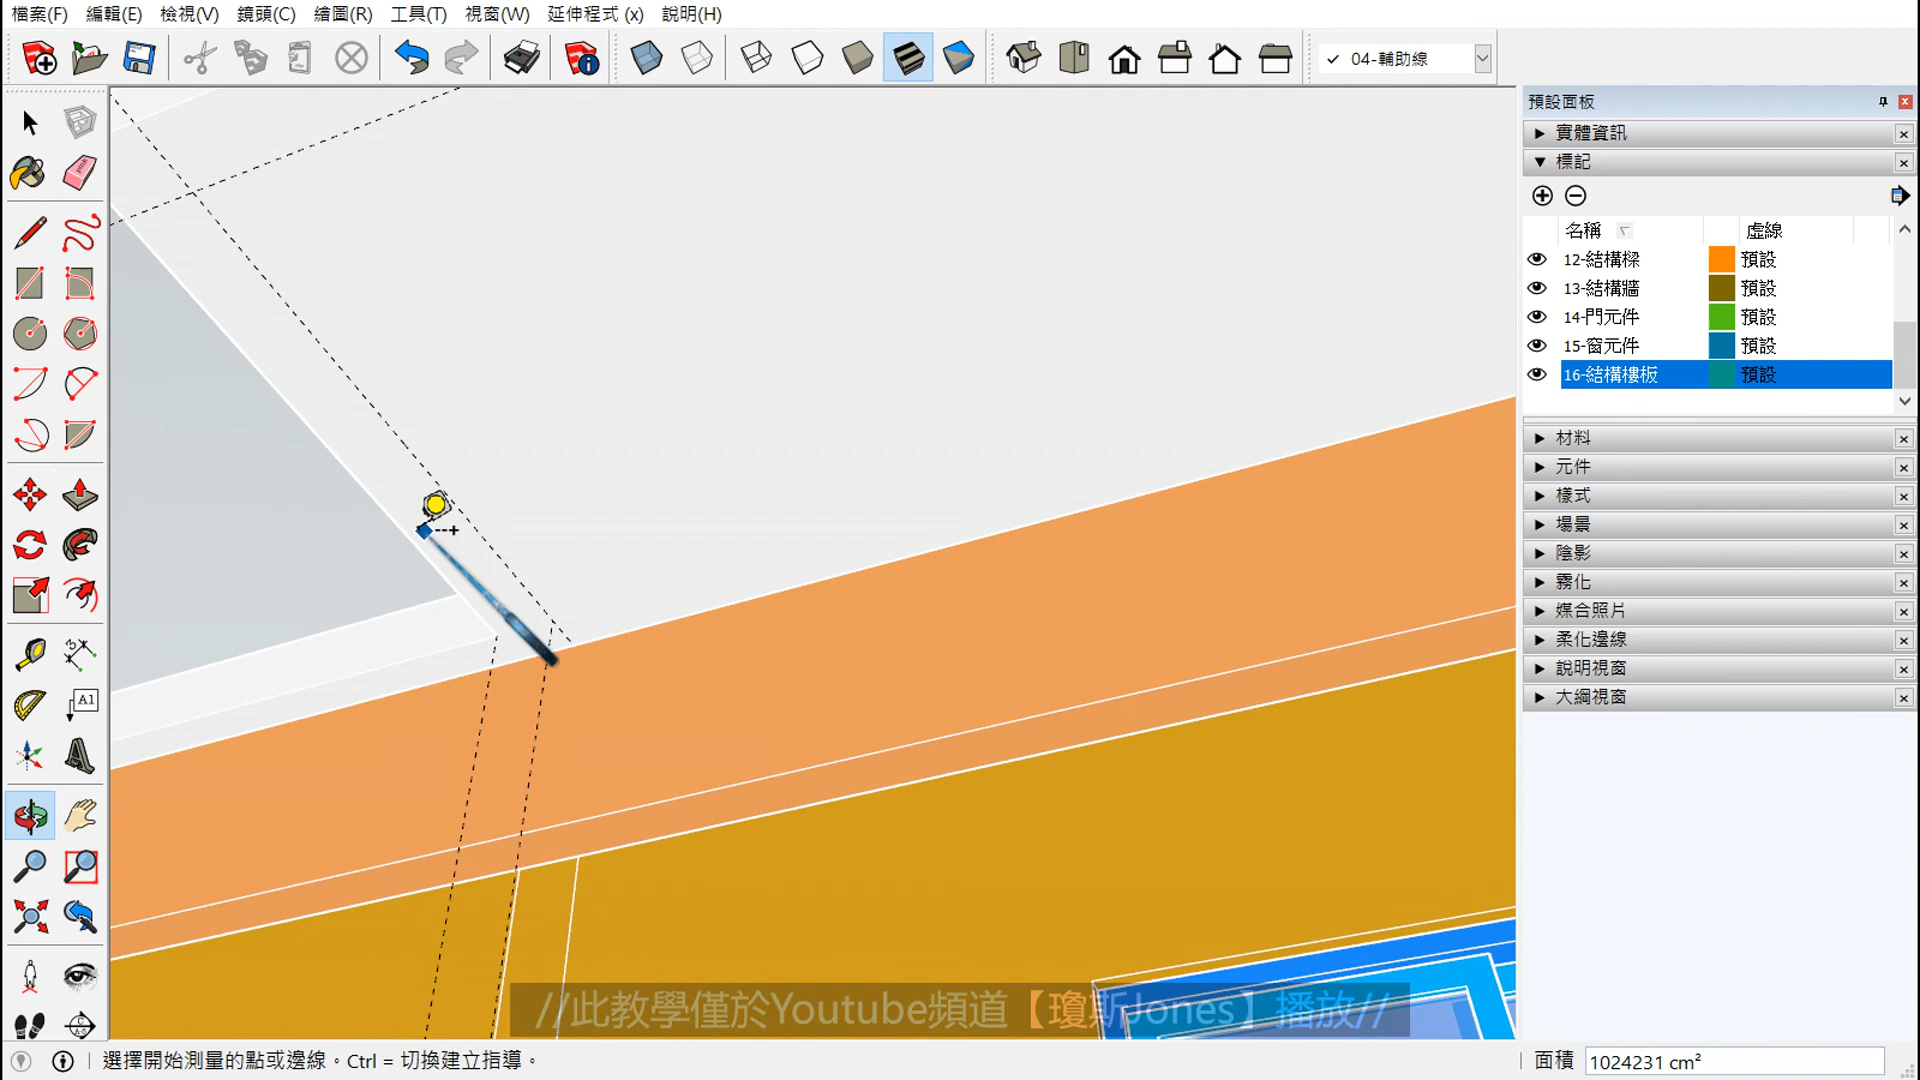 檔案(F) 編輯(E) 檢視(V) 鏡頭(C) 繪圖(R) 工具(T) 視窗(W) 延伸程式 (x) 說明(H)
04-輔助線
預設面板
實體資訊
標記
名稱 虛線
12-結構樑 預設
13-結構牆 預設
14-門元件 預設
15-窗元件 預設
16-結構樓板 預設
材料
元件
樣式
場景
陰影
霧化
媒合照片
柔化邊線
說明視窗
大綱視窗
A1
//此教學僅於Youtube頻道【瓊斯Jones】播放//
選擇開始測量的點或邊線。Ctrl = 切換建立指導。
面積 1024231 cm²